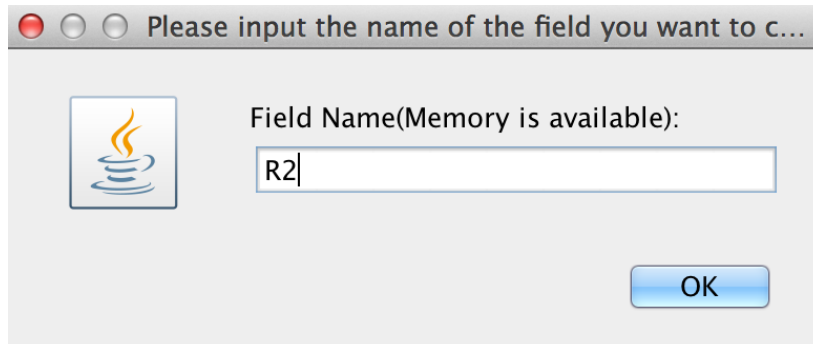 Please input the name of the field you want to c...
Field Name(Memory is available):
R2
OK